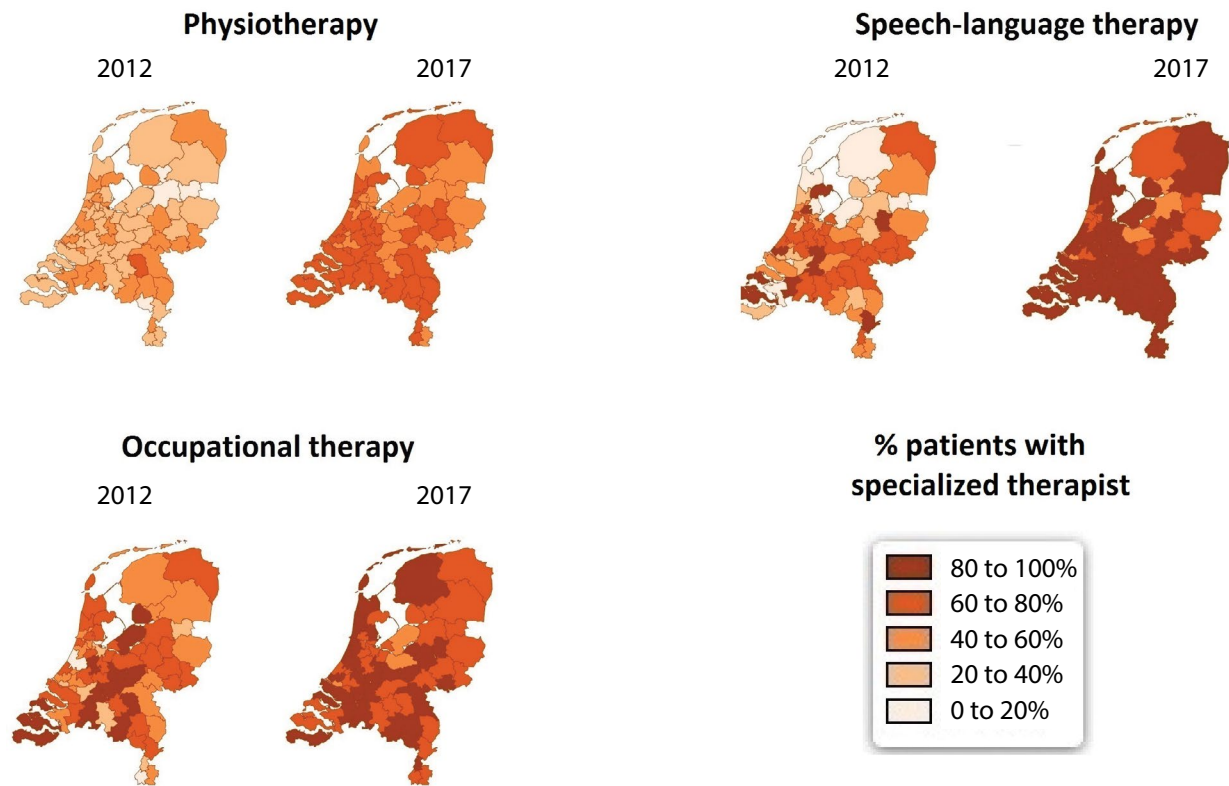 Physiotherapy
2012
2017
Speech-language therapy
2012
2017
Occupational therapy
2012
2017
% patients with
specialized therapist
80 to 100%
60 to 80%
40 to 60%
20 to 40%
0 to 20%